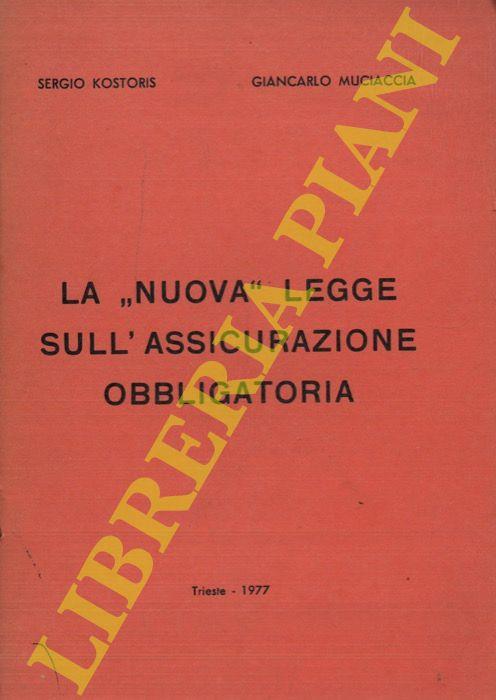 SERGIO KOSTORIS GIANCARLO MUCIACCIA
LA „NUOVA“ LEGGE
SULL'ASSICURAZIONE
OBBLIGATORIA
Trieste - 1977
LIBRERIA PIANI